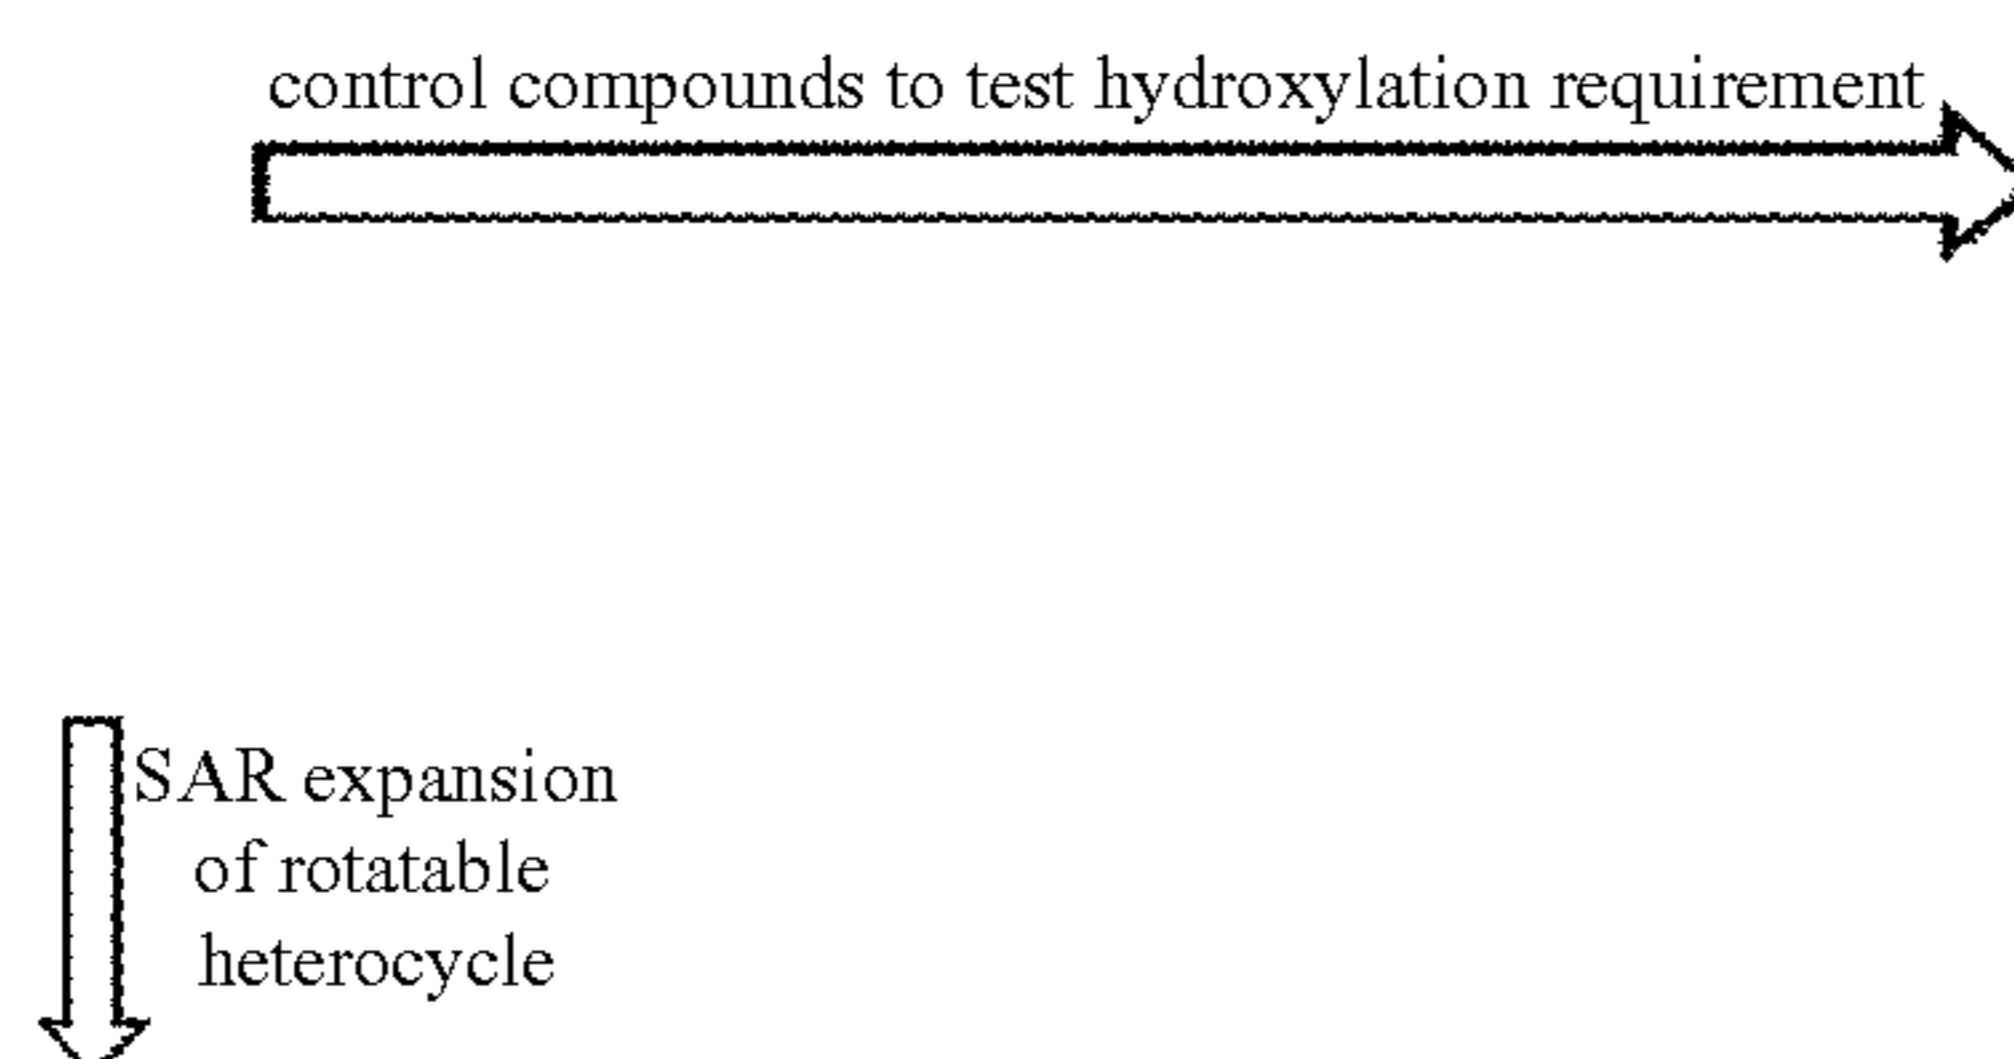 control compounds to test hydroxylation requirement
SAR expansion
of rotatable
heterocycle